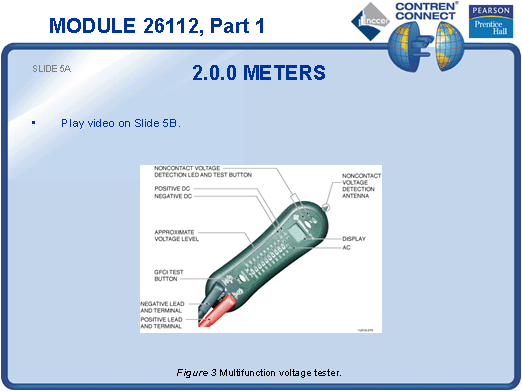 MODULE 26112, Part 1
nccer
CONTREN®
CONNECT
PEARSON
Prentice
Hall
SLIDE 5A
2.0.0 METERS
• Play video on Slide 5B.
NONCONTACT VOLTAGE
DETECTION LED AND TEST BUTTON
NONCONTACT
VOLTAGE
DETECTION
ANTENNA
POSITIVE DC
NEGATIVE DC
APPROXIMATE
VOLTAGE LEVEL
DISPLAY
AC
GFCI TEST
BUTTON
NEGATIVE LEAD
AND TERMINAL
POSITIVE LEAD
AND TERMINAL
Figure 3 Multifunction voltage tester.